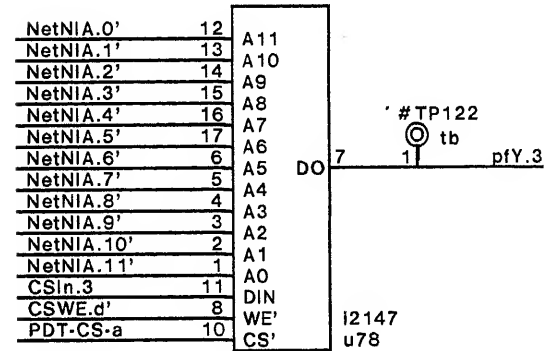 NetNIA.0' 12 A11
NetNIA.1' 13 A10
NetNIA.2' 14 A9
NetNIA.3' 15 A8
NetNIA.4' 16 A7
NetNIA.5' 17 A6
NetNIA.6' 6 A5
NetNIA.7' 5 A4
NetNIA.8' 4 A3
NetNIA.9' 3 A2
NetNIA.10' 2 A1
NetNIA.11' 1 A0
CSIn.3 11 DIN
CSWE.d' 8 WE'
PDT-CS-a 10 CS'
DO 7 1 pfY.3
'#TP122
tb
i2147
u78